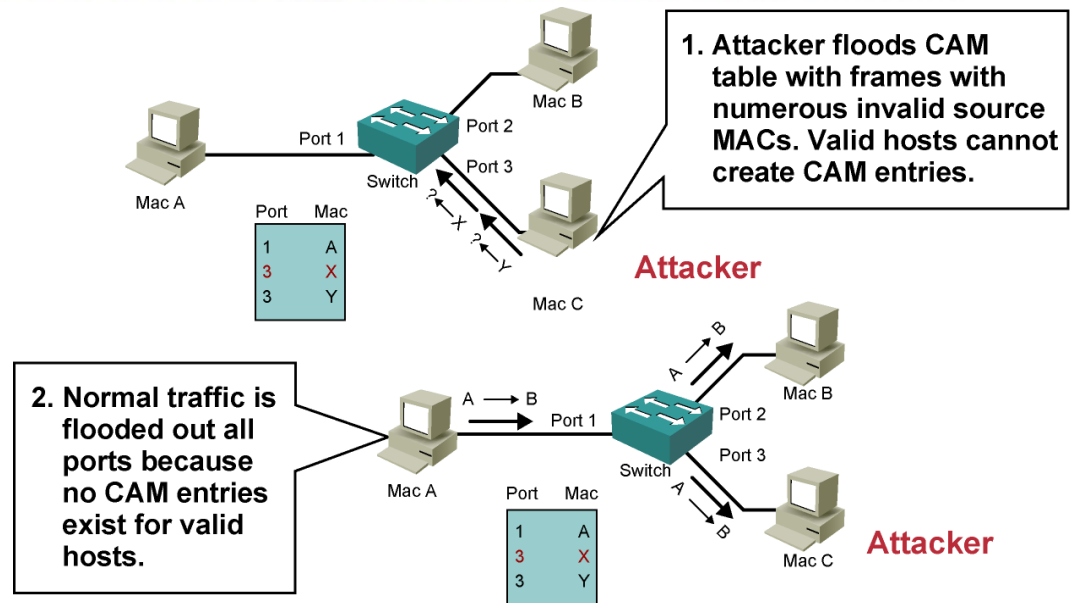 1. Attacker floods CAM
table with frames with
numerous invalid source
MACs. Valid hosts cannot
create CAM entries.
Mac B
Port 1
Port 2
Port 3
Switch
Mac A
? ← X
? ← Y
Port Mac
1 A
3 X
3 Y
Attacker
Mac C
2. Normal traffic is
flooded out all
ports because
no CAM entries
exist for valid
hosts.
A → B
Port 1
A → B
Mac B
Port 2
Port 3
Switch
A → B
Mac A
Port Mac
1 A
3 X
3 Y
Mac C
Attacker